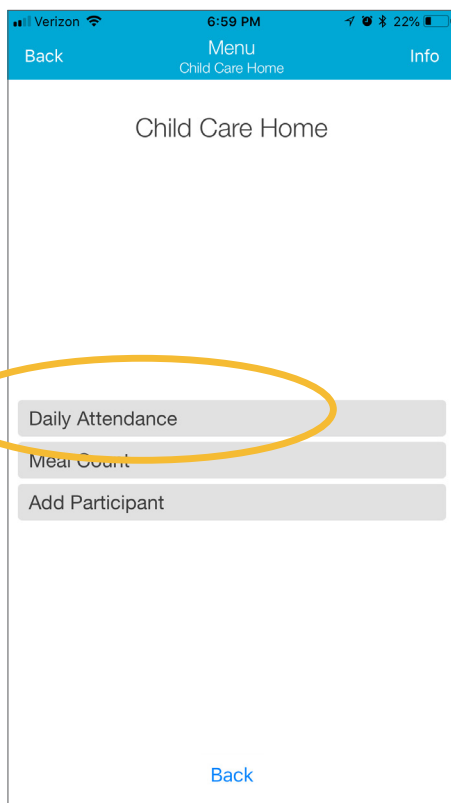 Verizon 6:59 PM 22%
Back Menu Info
Child Care Home
Child Care Home
Daily Attendance
Meal Count
Add Participant
Back